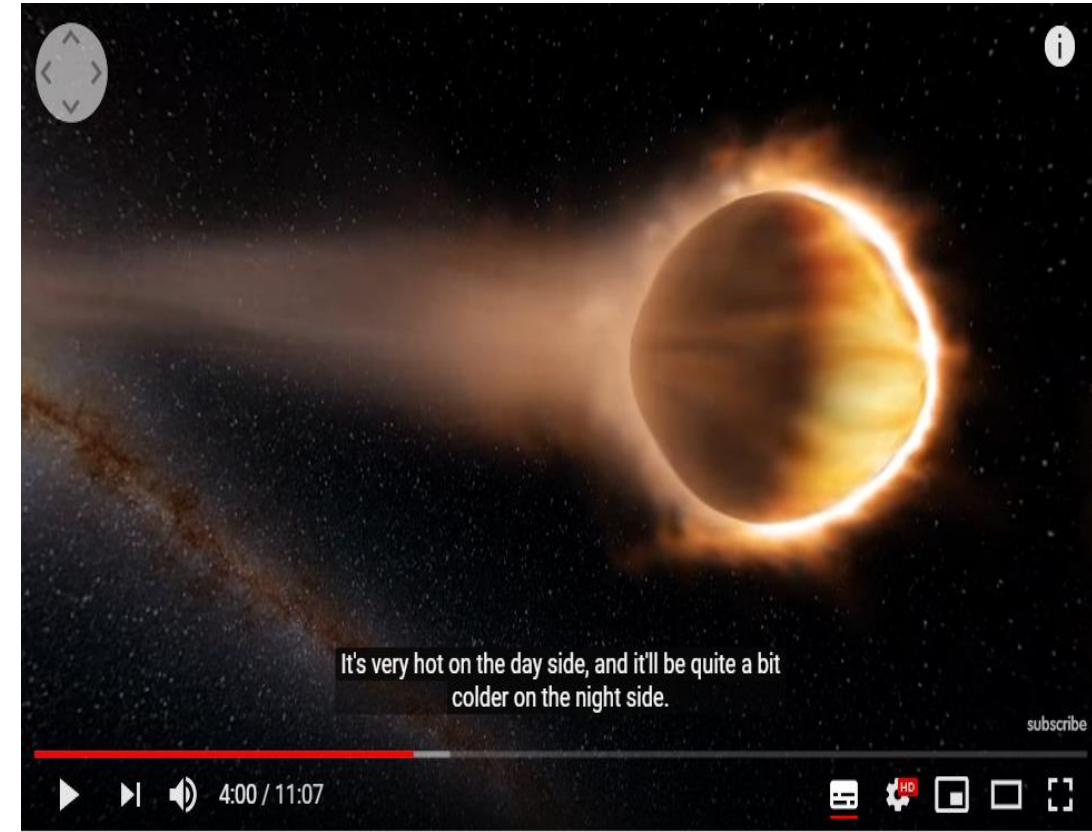 It's very hot on the day side, and it'll be quite a bit
colder on the night side.
subscribe
4:00 / 11:07
HD